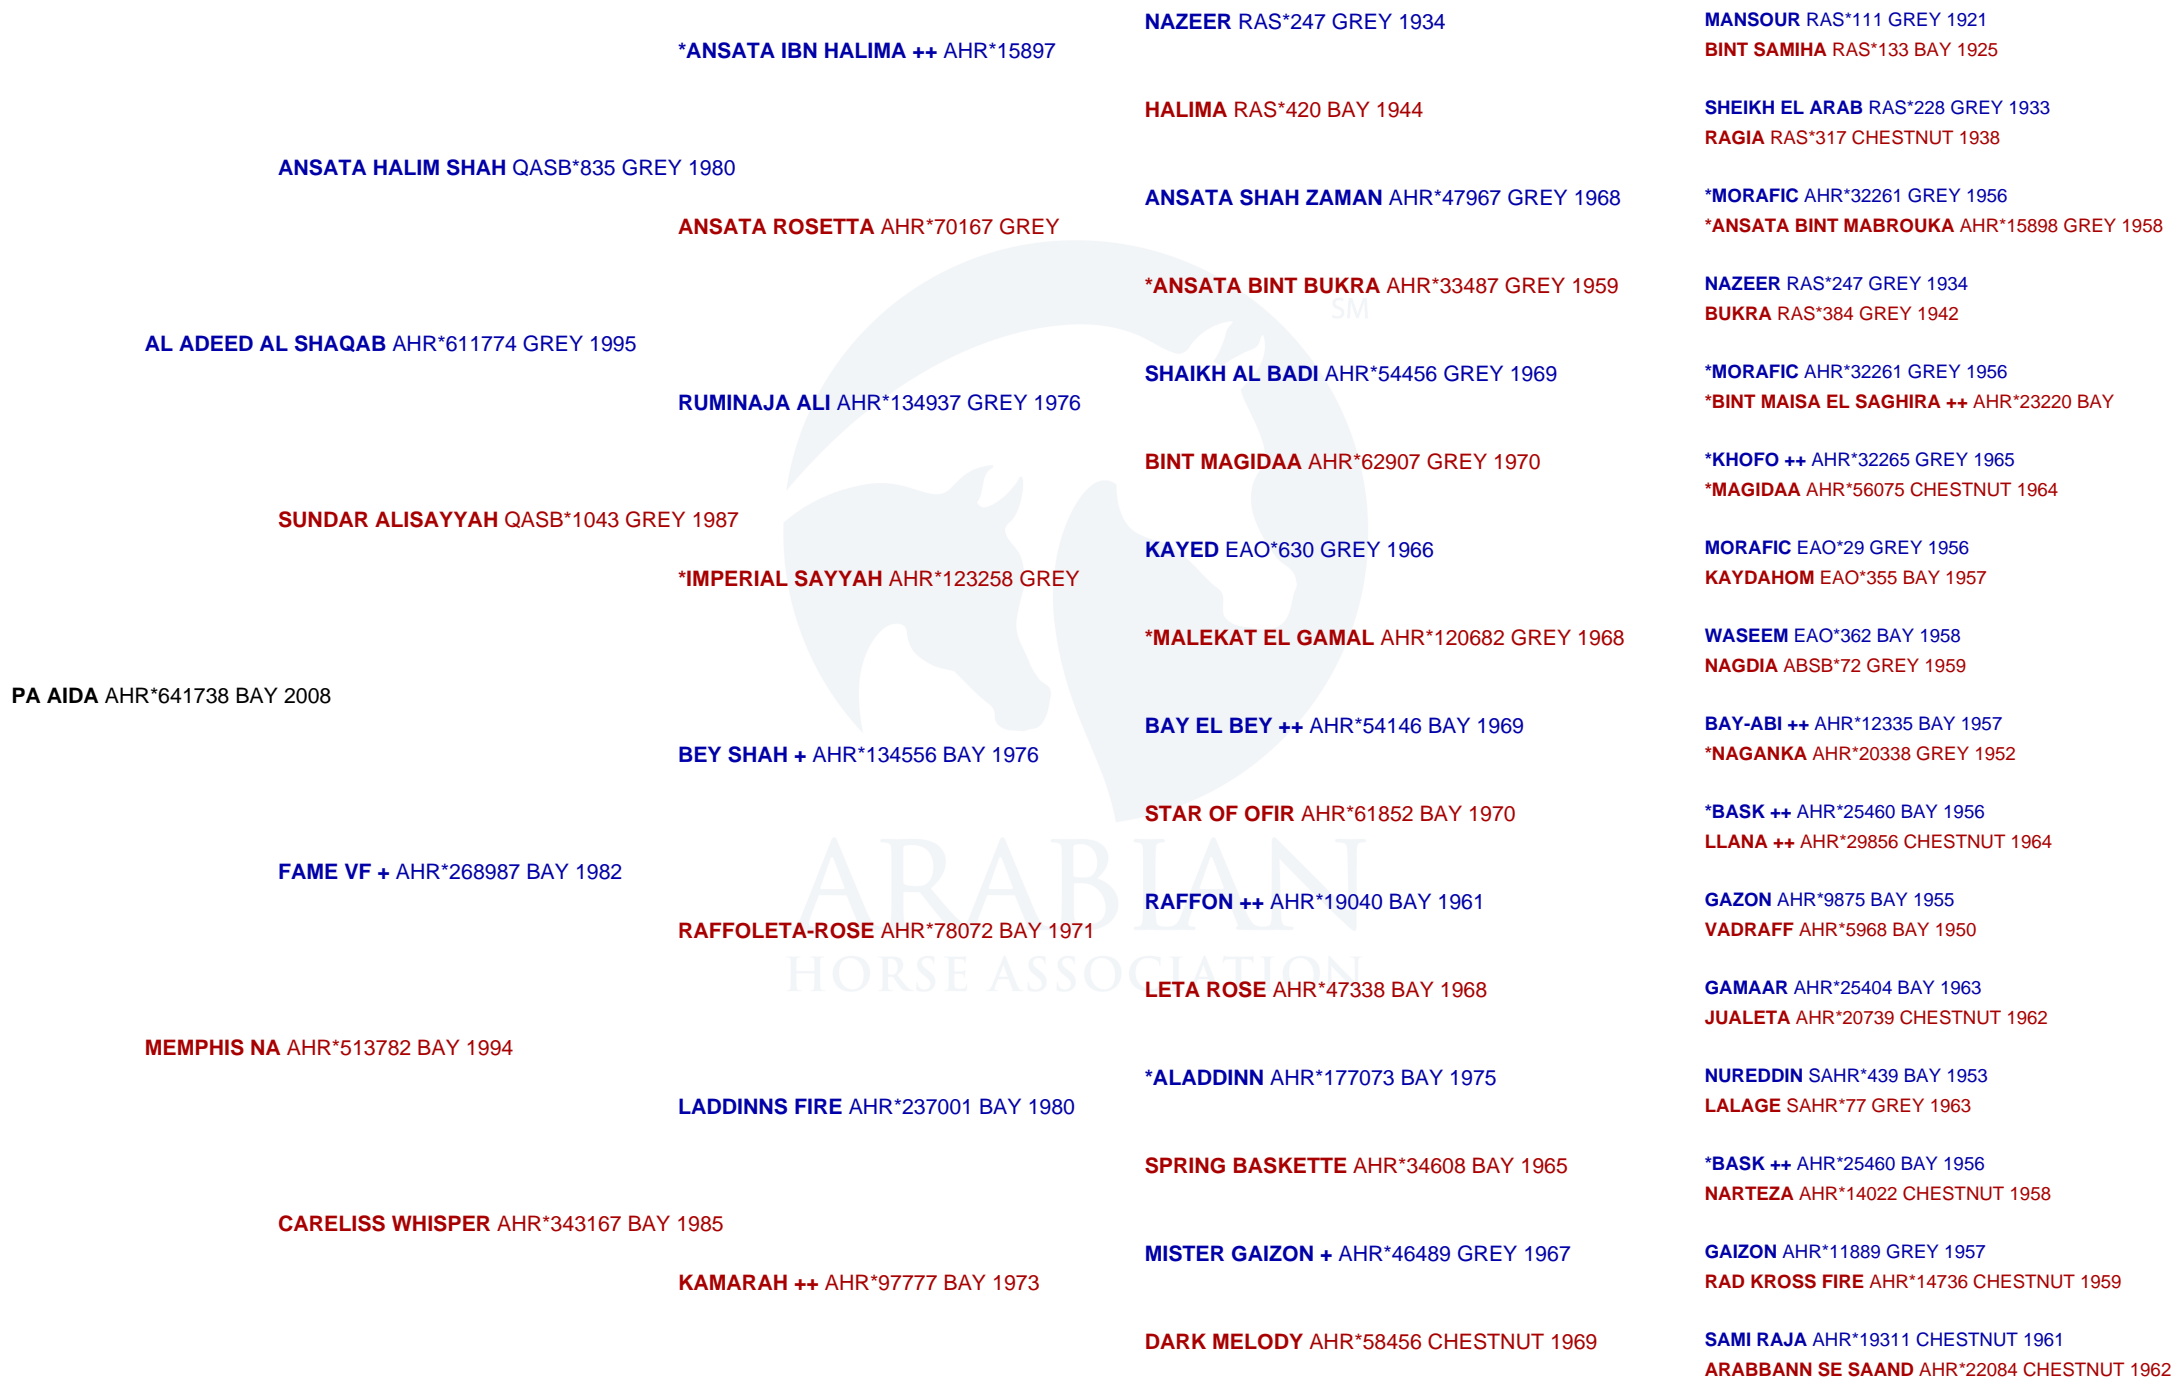 NAZEER RAS*247 GREY 1934
MANSOUR RAS*111 GREY 1921
*ANSATA IBN HALIMA ++ AHR*15897
BINT SAMIHA RAS*133 BAY 1925
HALIMA RAS*420 BAY 1944
SHEIKH EL ARAB RAS*228 GREY 1933
RAGIA RAS*317 CHESTNUT 1938
ANSATA HALIM SHAH QASB*835 GREY 1980
ANSATA SHAH ZAMAN AHR*47967 GREY 1968
*MORAFIC AHR*32261 GREY 1956
ANSATA ROSETTA AHR*70167 GREY
*ANSATA BINT MABROUKA AHR*15898 GREY 1958
*ANSATA BINT BUKRA AHR*33487 GREY 1959
NAZEER RAS*247 GREY 1934
SM
BUKRA RAS*384 GREY 1942
AL ADEED AL SHAQAB AHR*611774 GREY 1995
SHAIKH AL BADI AHR*54456 GREY 1969
*MORAFIC AHR*32261 GREY 1956
RUMINAJA ALI AHR*134937 GREY 1976
*BINT MAISA EL SAGHIRA ++ AHR*23220 BAY
BINT MAGIDAA AHR*62907 GREY 1970
*KHOFO ++ AHR*32265 GREY 1965
*MAGIDAA AHR*56075 CHESTNUT 1964
SUNDAR ALISAYYAH QASB*1043 GREY 1987
KAYED EAO*630 GREY 1966
MORAFIC EAO*29 GREY 1956
*IMPERIAL SAYYAH AHR*123258 GREY
KAYDAHOM EAO*355 BAY 1957
*MALEKAT EL GAMAL AHR*120682 GREY 1968
WASEEM EAO*362 BAY 1958
NAGDIA ABSB*72 GREY 1959
PA AIDA AHR*641738 BAY 2008
BAY EL BEY ++ AHR*54146 BAY 1969
BAY-ABI ++ AHR*12335 BAY 1957
BEY SHAH + AHR*134556 BAY 1976
*NAGANKA AHR*20338 GREY 1952
STAR OF OFIR AHR*61852 BAY 1970
*BASK ++ AHR*25460 BAY 1956
LLANA ++ AHR*29856 CHESTNUT 1964
FAME VF + AHR*268987 BAY 1982
ARABIAN
RAFFON ++ AHR*19040 BAY 1961
GAZON AHR*9875 BAY 1955
RAFFOLETA-ROSE AHR*78072 BAY 1971
VADRAFF AHR*5968 BAY 1950
HORSE ASSOCIATION
LETA ROSE AHR*47338 BAY 1968
GAMAAR AHR*25404 BAY 1963
JUALETA AHR*20739 CHESTNUT 1962
MEMPHIS NA AHR*513782 BAY 1994
*ALADDINN AHR*177073 BAY 1975
NUREDDIN SAHR*439 BAY 1953
LADDINNS FIRE AHR*237001 BAY 1980
LALAGE SAHR*77 GREY 1963
SPRING BASKETTE AHR*34608 BAY 1965
*BASK ++ AHR*25460 BAY 1956
NARTEZA AHR*14022 CHESTNUT 1958
CARELISS WHISPER AHR*343167 BAY 1985
MISTER GAIZON + AHR*46489 GREY 1967
GAIZON AHR*11889 GREY 1957
KAMARAH ++ AHR*97777 BAY 1973
RAD KROSS FIRE AHR*14736 CHESTNUT 1959
DARK MELODY AHR*58456 CHESTNUT 1969
SAMI RAJA AHR*19311 CHESTNUT 1961
ARABBANN SE SAAND AHR*22084 CHESTNUT 1962